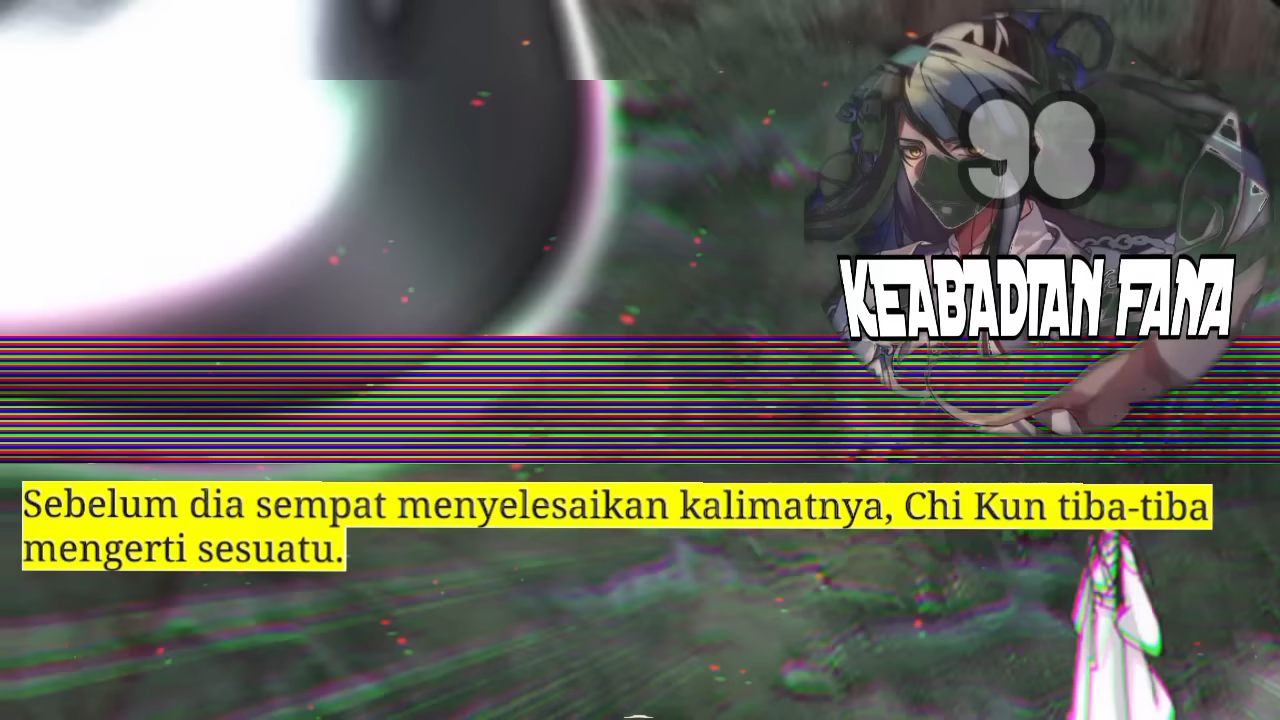 98
KEABADIAN FANA
Sebelum dia sempat menyelesaikan kalimatnya, Chi Kun tiba-tiba
mengerti sesuatu.